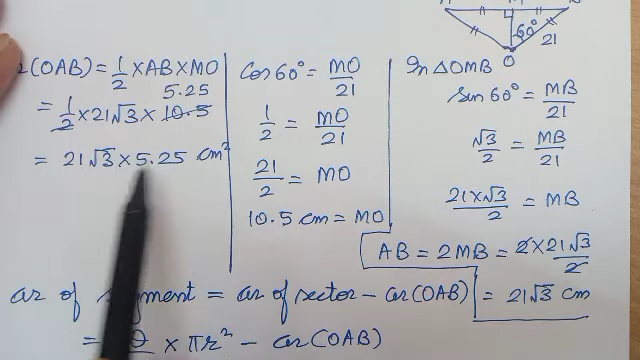 60°
21
O
ar(OAB) = 1/2 × AB × MO
5.25
= 1/2 × 21√3 × 10.5
= 21√3 × 5.25 cm²
Cos 60° = MO/21
1/2 = MO/21
21/2 = MO
10.5 cm = MO
In △OMB
Sin 60° = MB/21
√3/2 = MB/21
21×√3/2 = MB
AB = 2MB = 2×21√3/2
= 21√3 cm
ar of segment = ar of sector – ar(OAB)
= θ × πr² – ar(OAB)